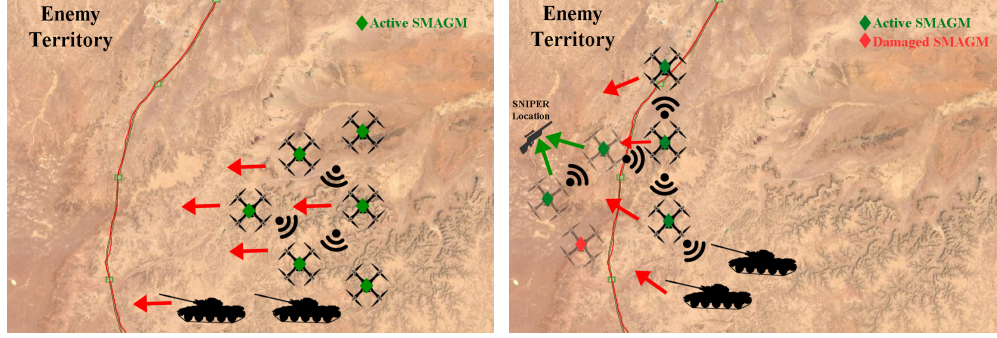 Enemy
Territory
Active SMAGM
Enemy
Territory
Active SMAGM
Damaged SMAGM
SNIPER
Location